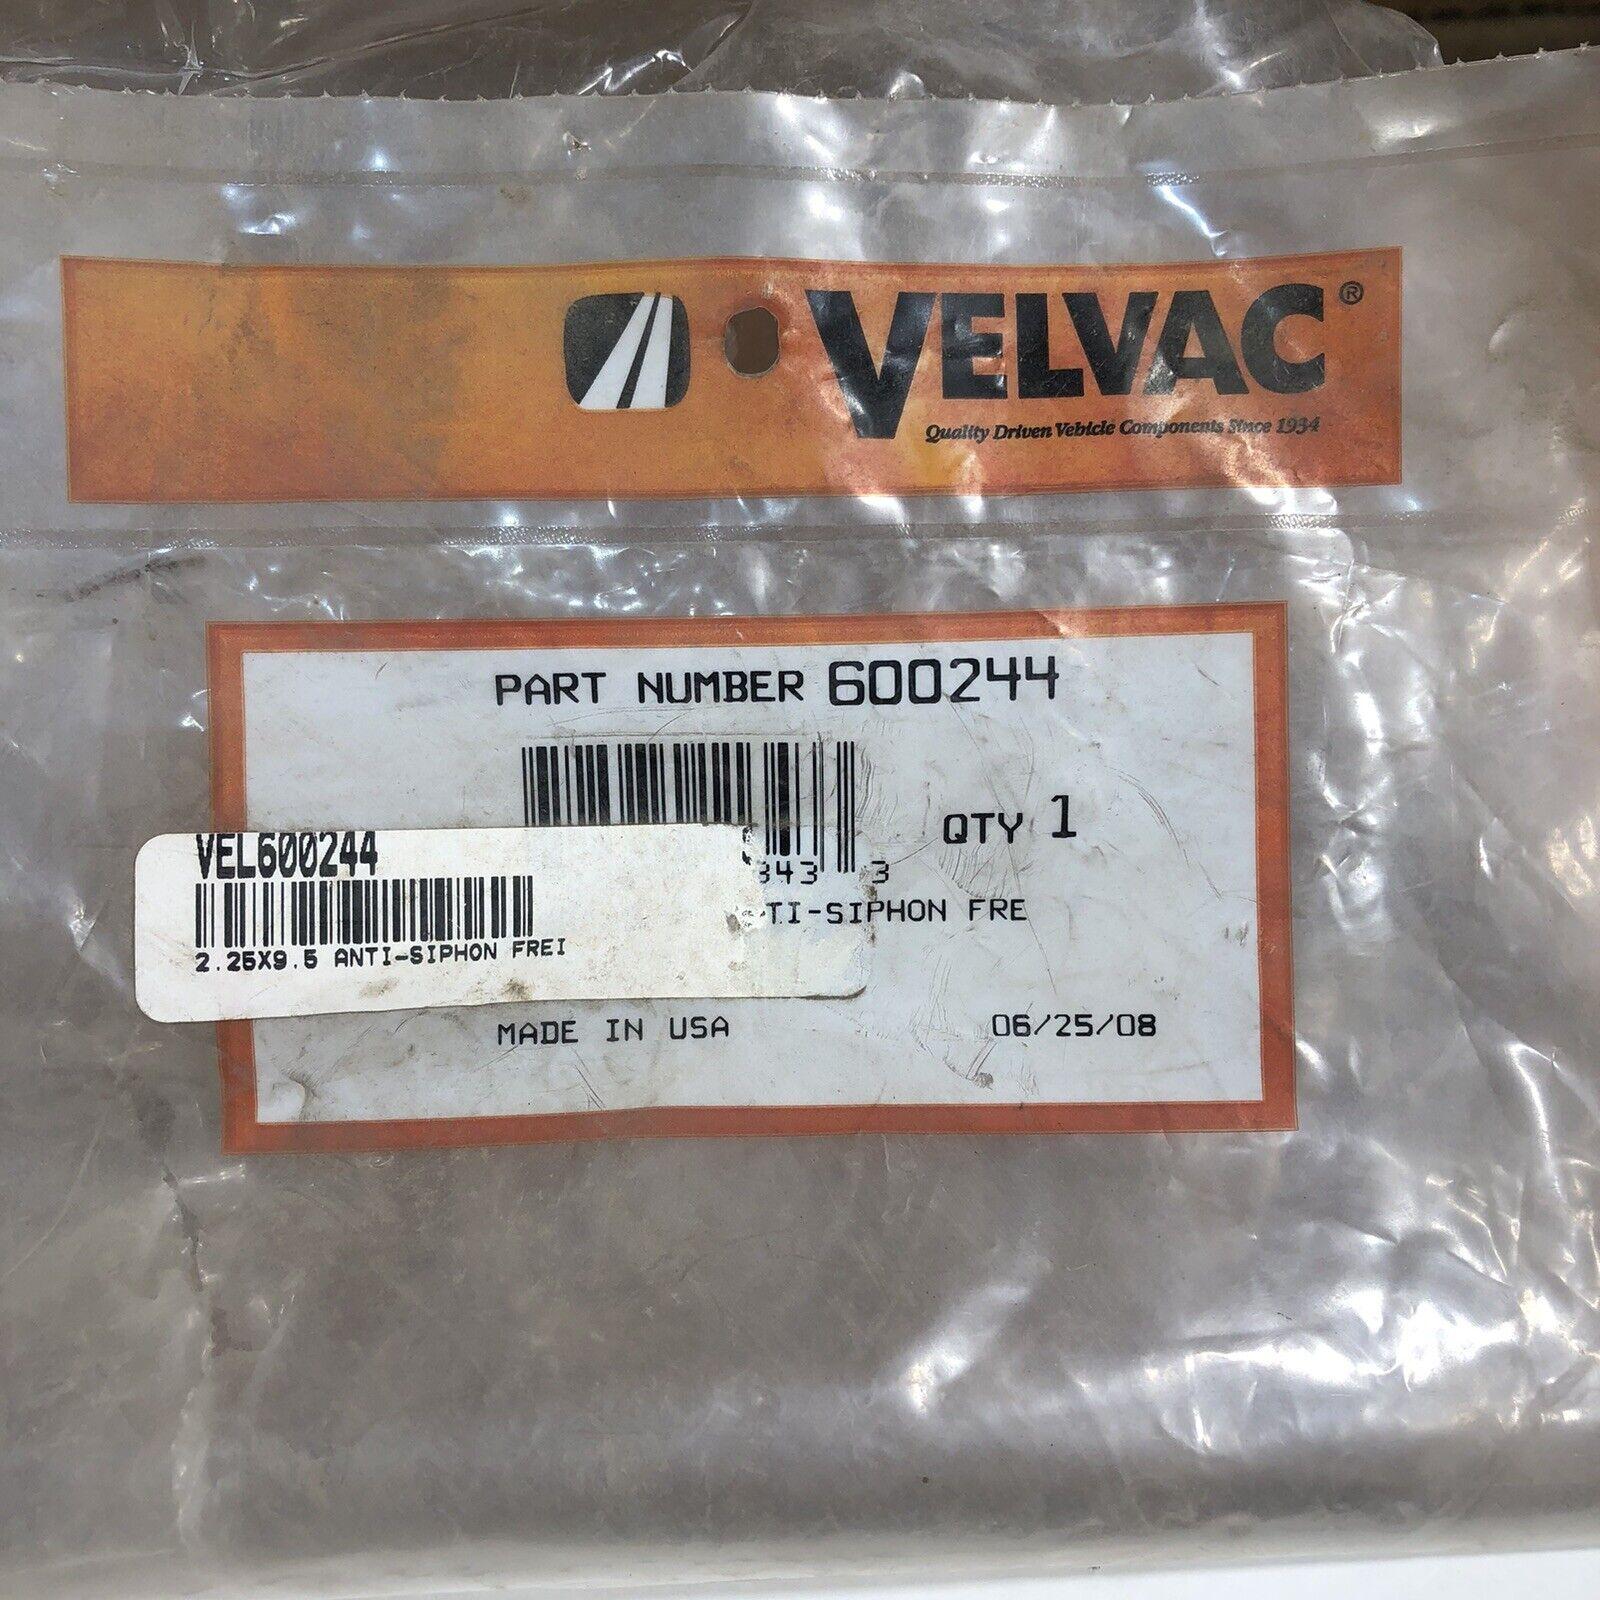 VELVAC®
Quality Driven Vehicle Components Since 1934
PART NUMBER 600244
QTY 1
343 3
TI-SIPHON FRE
VEL600244
2.25X9.5 ANTI-SIPHON FREI
MADE IN USA 06/25/08